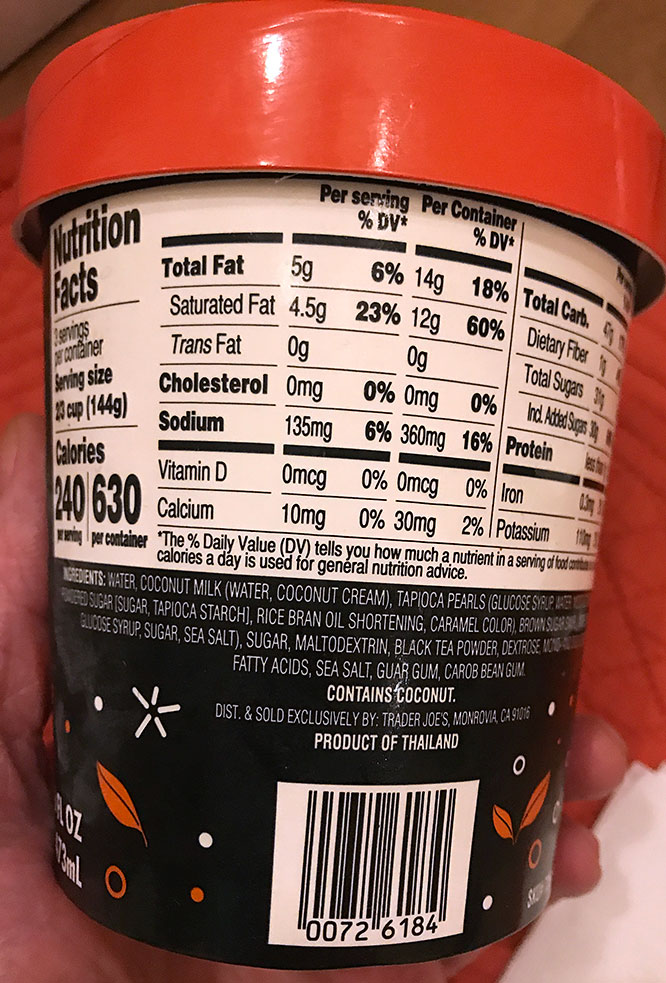 Nutrition
Facts
3 servings
per container
Serving size
2/3 cup (144g)
Calories
240 630
per serving per container
Per serving Per Container
% DV* % DV*
Total Fat 5g 6% 14g 18%
Saturated Fat 4.5g 23% 12g 60%
Trans Fat 0g 0g
Cholesterol 0mg 0% 0mg 0%
Sodium 135mg 6% 360mg 16%
Vitamin D 0mcg 0% 0mcg 0%
Calcium 10mg 0% 30mg 2%
Total Carb.
Dietary Fiber
Total Sugars
Incl. Added Sugars
Protein
Iron
Potassium
*The % Daily Value (DV) tells you how much a nutrient in a serving of food
calories a day is used for general nutrition advice.
INGREDIENTS: WATER, COCONUT MILK (WATER, COCONUT CREAM), TAPIOCA PEARLS (GLUCOSE SYRUP, WATER,
POWDERED SUGAR [SUGAR, TAPIOCA STARCH], RICE BRAN OIL SHORTENING, CARAMEL COLOR), BROWN SUGAR
GLUCOSE SYRUP, SUGAR, SEA SALT), SUGAR, MALTODEXTRIN, BLACK TEA POWDER, DEXTROSE,
FATTY ACIDS, SEA SALT, GUAR GUM, CAROB BEAN GUM.
CONTAINS COCONUT.
DIST. & SOLD EXCLUSIVELY BY: TRADER JOE'S, MONROVIA, CA 91016
PRODUCT OF THAILAND
FL OZ
73mL
SKU#
0072 6184